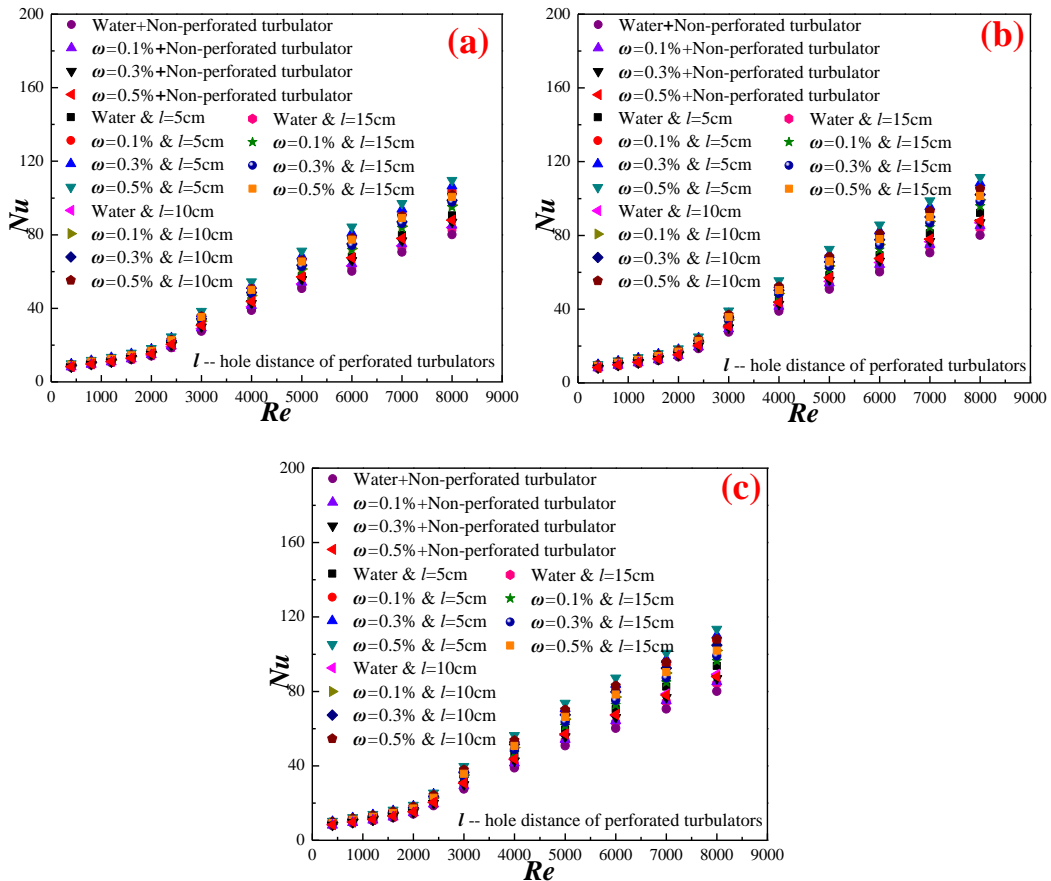 200
160
120
80
40
0
Nu
Water+Non-perforated turbulator
ω=0.1%+Non-perforated turbulator
ω=0.3%+Non-perforated turbulator
ω=0.5%+Non-perforated turbulator
Water & l=5cm
ω=0.1% & l=5cm
ω=0.3% & l=5cm
ω=0.5% & l=5cm
Water & l=10cm
ω=0.1% & l=10cm
ω=0.3% & l=10cm
ω=0.5% & l=10cm
Water & l=15cm
ω=0.1% & l=15cm
ω=0.3% & l=15cm
ω=0.5% & l=15cm
(a)
l -- hole distance of perforated turbulators
0 1000 2000 3000 4000 5000 6000 7000 8000 9000
Re
200
160
120
80
40
0
Nu
Water+Non-perforated turbulator
ω=0.1%+Non-perforated turbulator
ω=0.3%+Non-perforated turbulator
ω=0.5%+Non-perforated turbulator
Water & l=5cm
ω=0.1% & l=5cm
ω=0.3% & l=5cm
ω=0.5% & l=5cm
Water & l=10cm
ω=0.1% & l=10cm
ω=0.3% & l=10cm
ω=0.5% & l=10cm
Water & l=15cm
ω=0.1% & l=15cm
ω=0.3% & l=15cm
ω=0.5% & l=15cm
(b)
l -- hole distance of perforated turbulators
0 1000 2000 3000 4000 5000 6000 7000 8000 9000
Re
200
160
120
80
40
0
Nu
Water+Non-perforated turbulator
ω=0.1%+Non-perforated turbulator
ω=0.3%+Non-perforated turbulator
ω=0.5%+Non-perforated turbulator
Water & l=5cm
ω=0.1% & l=5cm
ω=0.3% & l=5cm
ω=0.5% & l=5cm
Water & l=10cm
ω=0.1% & l=10cm
ω=0.3% & l=10cm
ω=0.5% & l=10cm
Water & l=15cm
ω=0.1% & l=15cm
ω=0.3% & l=15cm
ω=0.5% & l=15cm
(c)
l -- hole distance of perforated turbulators
0 1000 2000 3000 4000 5000 6000 7000 8000 9000
Re